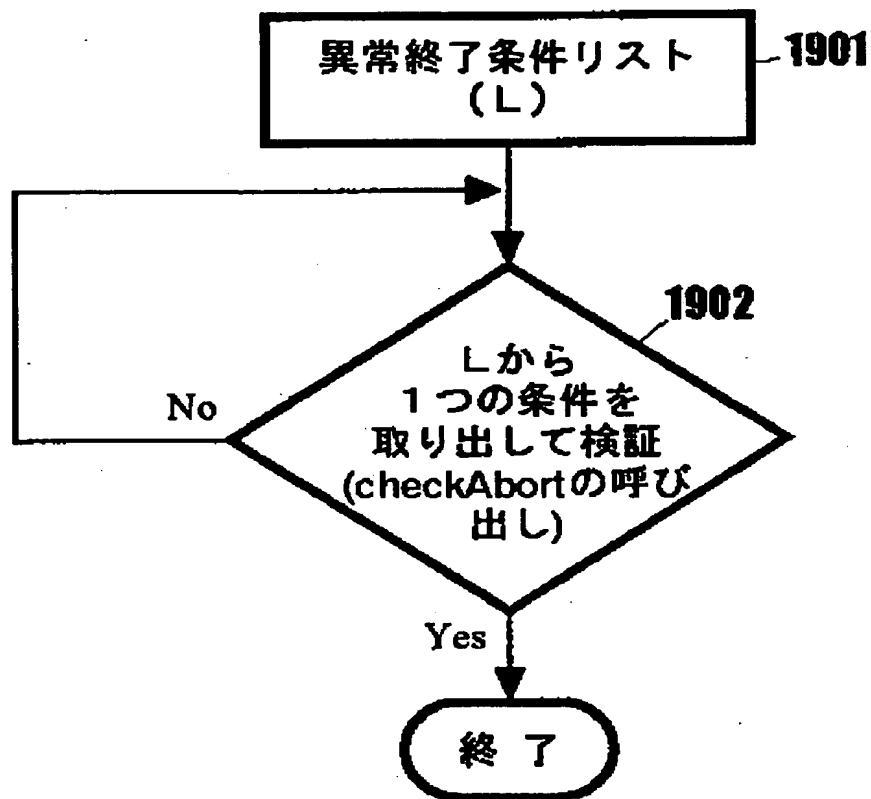 異常終了条件リスト
(L)
1901
1902
Lから
1つの条件を
取り出して検証
(checkAbortの呼び
出し)
No
Yes
終了